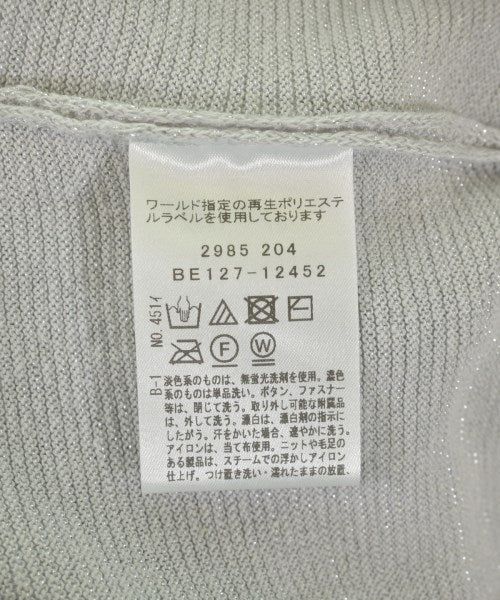 ワールド指定の再生ポリエステ
ルラベルを使用しております
2985 204
BE127-12452
NO.4514
F
W
B-1
淡色系のものは、無蛍光洗剤を使用。濃色
系のものは単品洗い。ボタン、ファスナー
等は、閉じて洗う。取り外し可能な附属品
は、外して洗う。漂白は、漂白剤の指示に
したがう。汗をかいた場合、速やかに洗う。
アイロンは、当て布使用。ニットや毛足の
ある製品は、スチームでの浮かしアイロン
仕上げ。つけ置き洗い・濡れたままの放置、